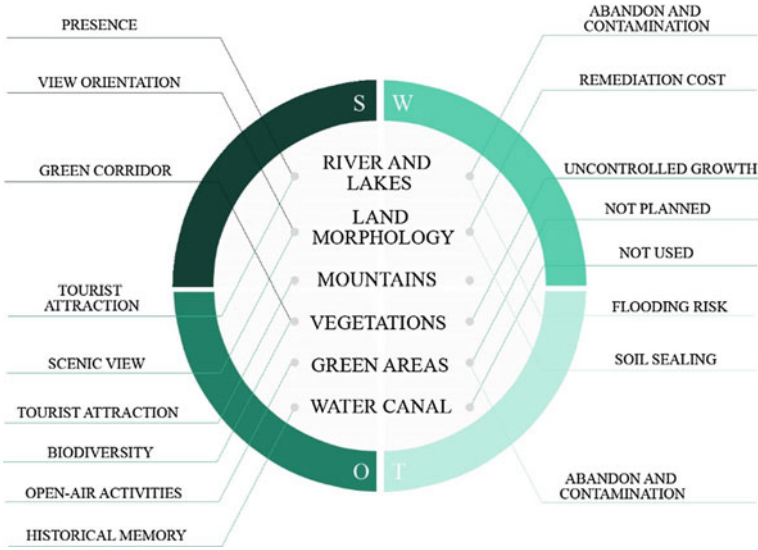 PRESENCE
VIEW ORIENTATION
GREEN CORRIDOR
TOURIST
ATTRACTION
SCENIC VIEW
TOURIST ATTRACTION
BIODIVERSITY
OPEN-AIR ACTIVITIES
HISTORICAL MEMORY
S
W
RIVER AND
LAKES
LAND
MORPHOLOGY
MOUNTAINS
VEGETATIONS
GREEN AREAS
WATER CANAL
O
T
ABANDON AND
CONTAMINATION
REMEDIATION COST
UNCONTROLLED GROWTH
NOT PLANNED
NOT USED
FLOODING RISK
SOIL SEALING
ABANDON AND
CONTAMINATION